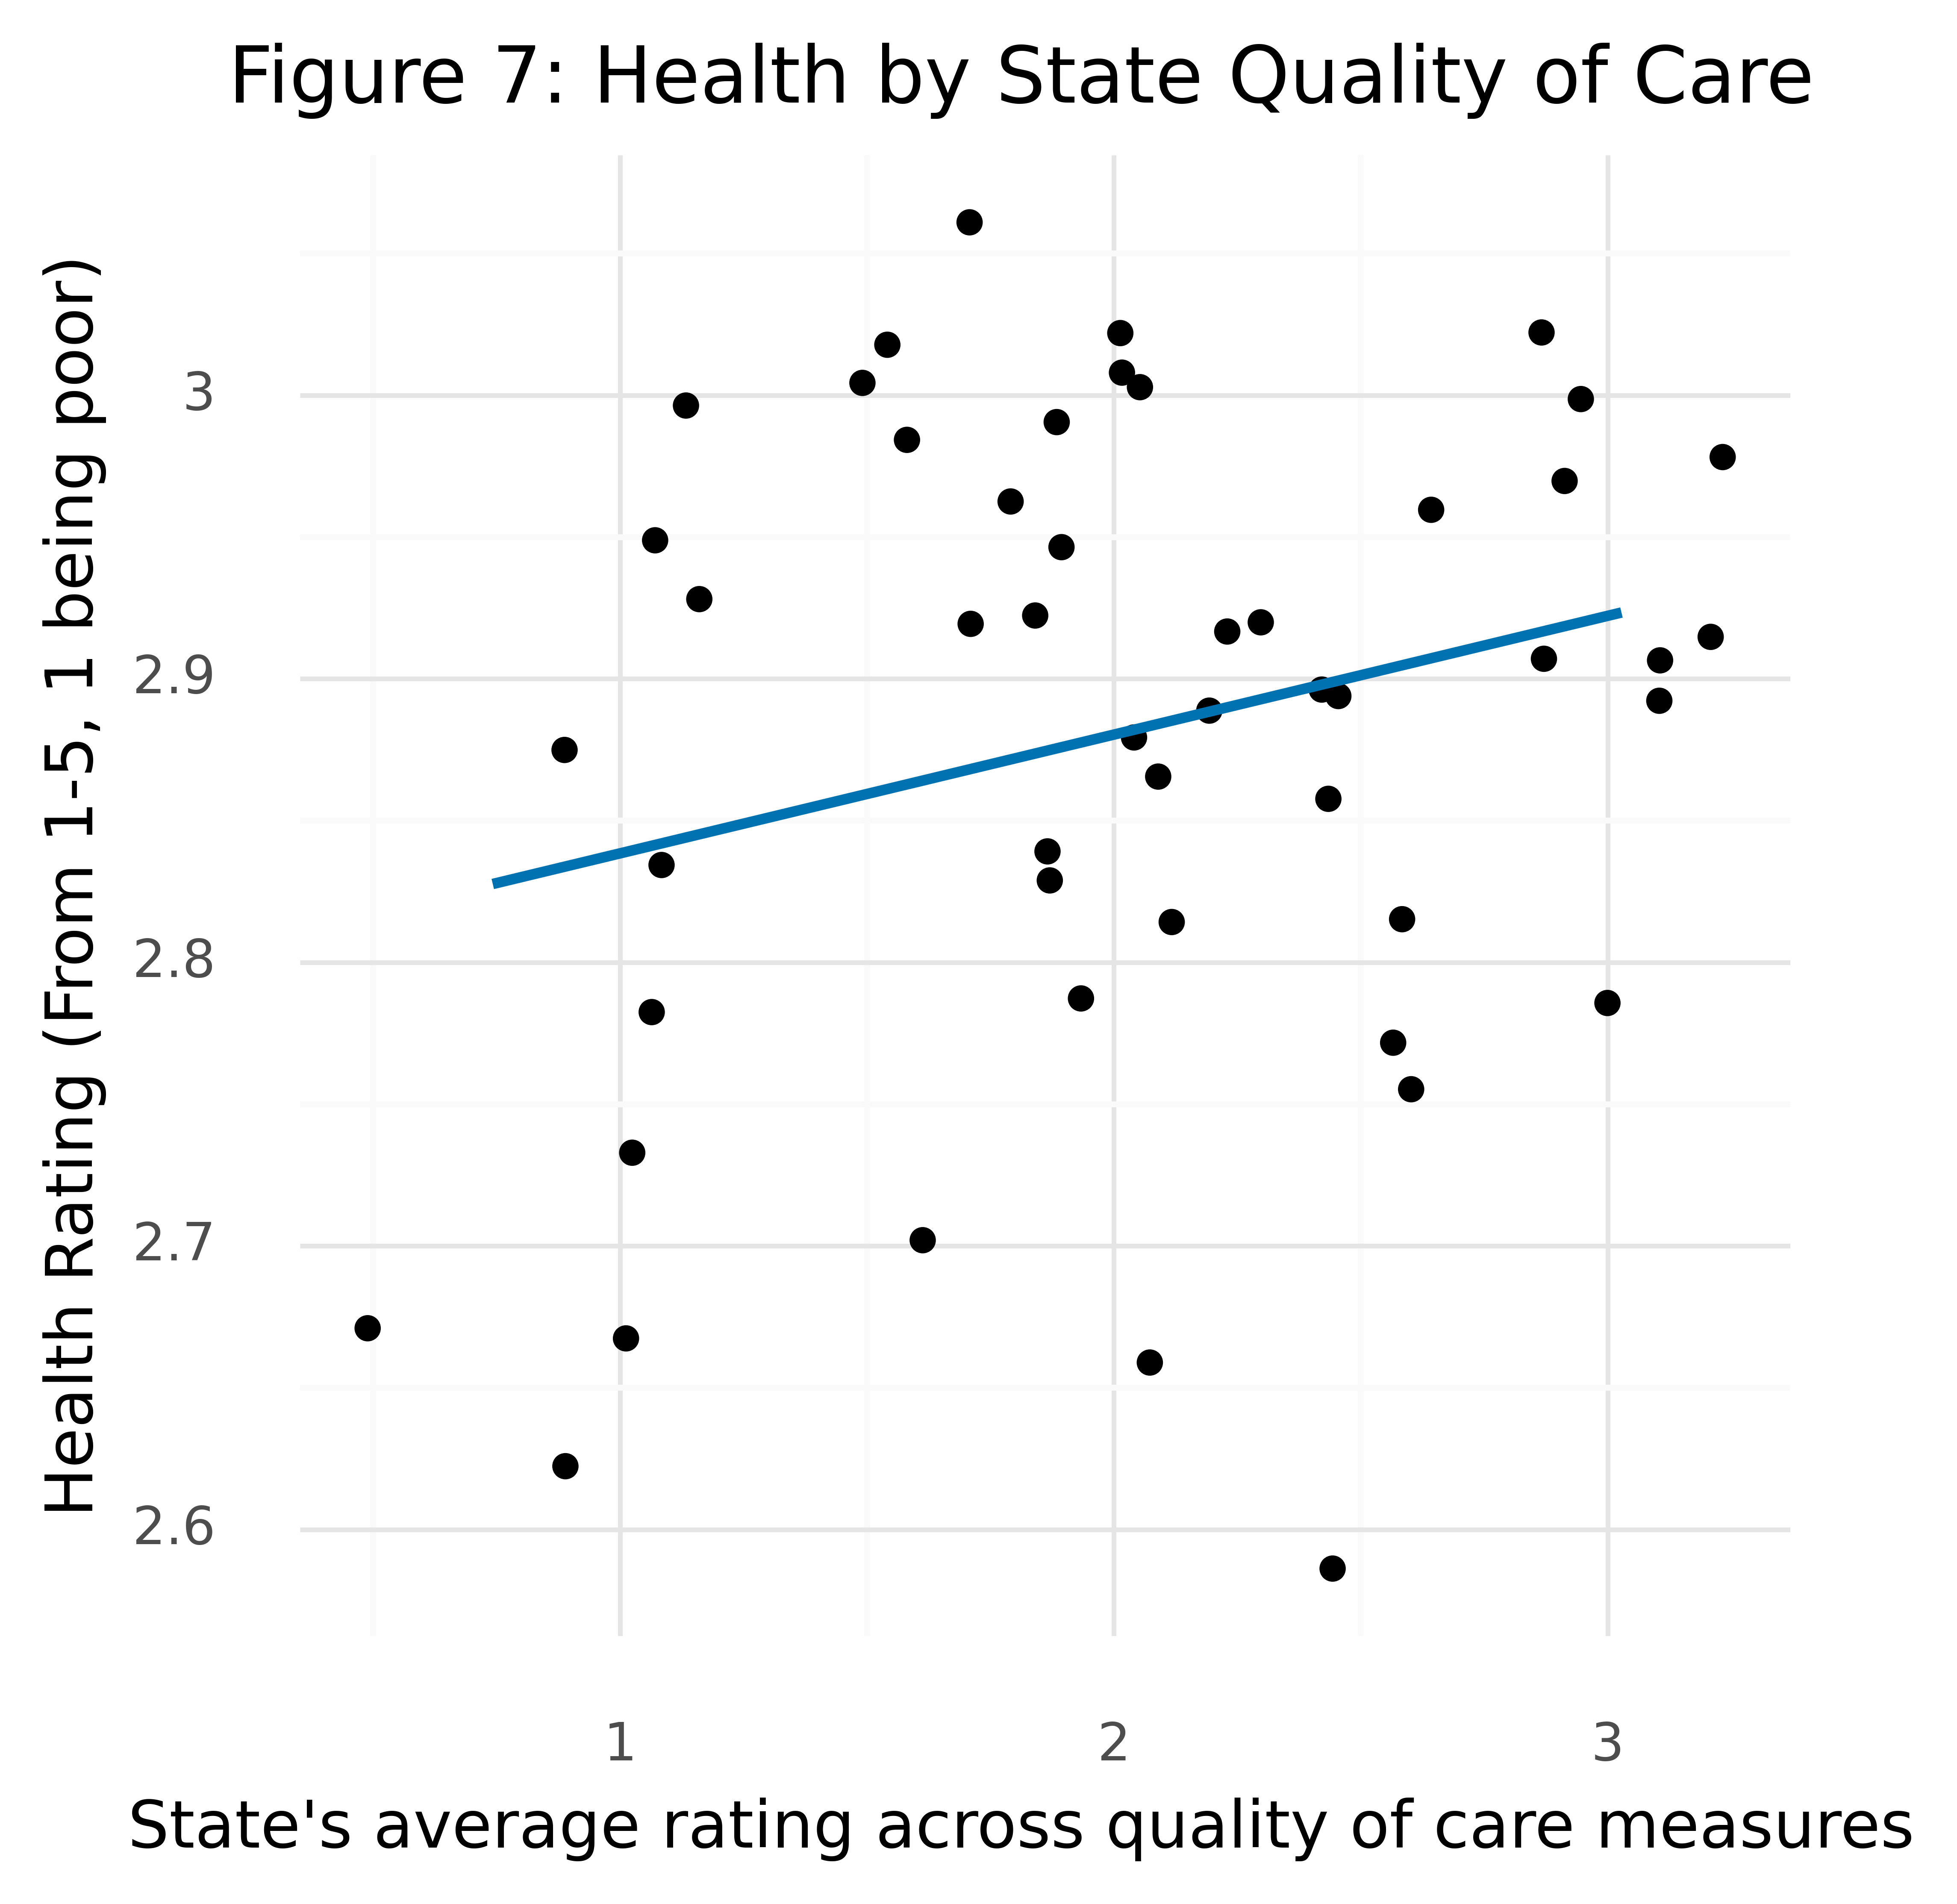 Figure 7: Health by State Quality of Care
Health Rating (From 1-5, 1 being poor)
3
2.9
2.8
2.7
2.6
1
2
3
State's average rating across quality of care measures